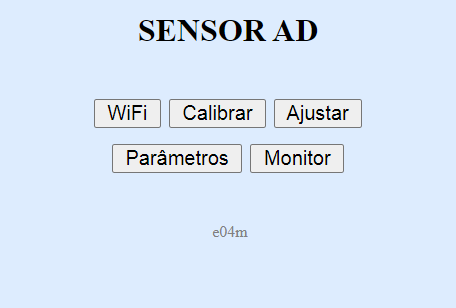 SENSOR AD
WiFi Calibrar Ajustar
Parâmetros Monitor
e04m